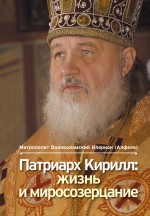 Митрополит Волоколамский Иларион (Алфеев)
Патриарх Кирилл:
жизнь
и миросозерцание